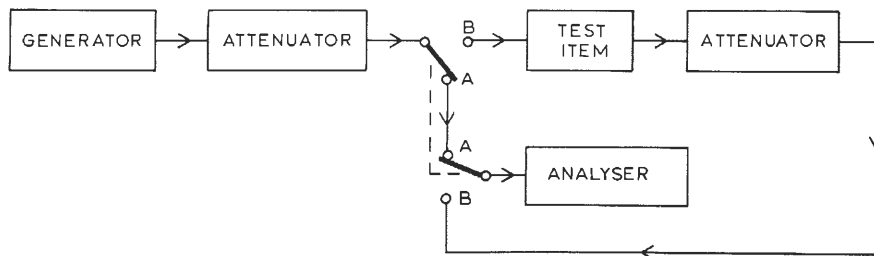 GENERATOR
ATTENUATOR
B
TEST
ITEM
ATTENUATOR
A
A
ANALYSER
B